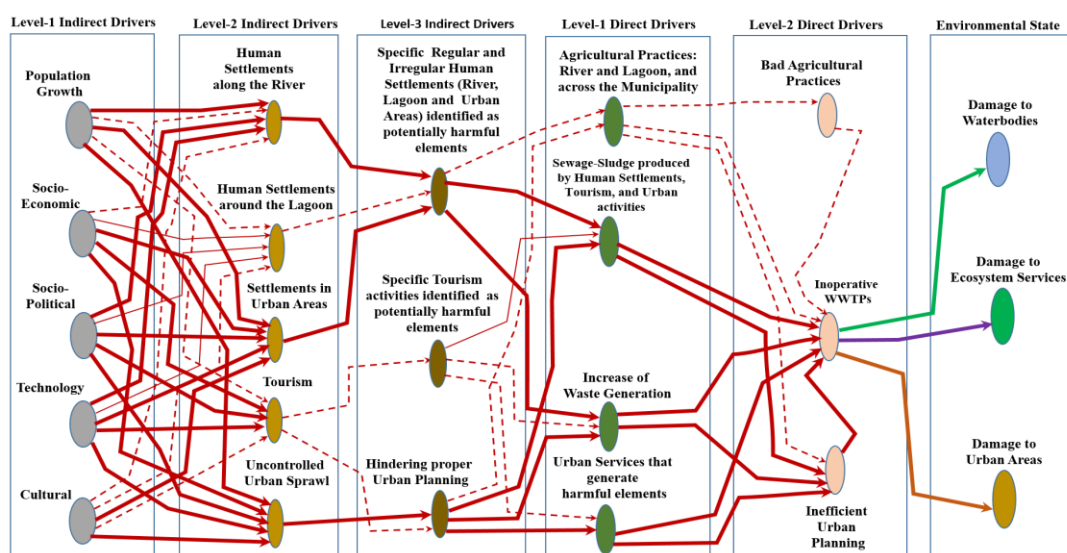 Level-1 Indirect Drivers
Population
Growth
Socio-
Economic
Socio-
Political
Technology
Cultural
Level-2 Indirect Drivers
Human
Settlements
along the River
Human Settlements
around the Lagoon
Settlements in
Urban Areas
Tourism
Uncontrolled
Urban Sprawl
Level-3 Indirect Drivers
Specific Regular and
Irregular Human
Settlements (River,
Lagoon and Urban
Areas) identified as
potentially harmful
elements
Specific Tourism
activities identified as
potentially harmful
elements
Hindering proper
Urban Planning
Level-1 Direct Drivers
Agricultural Practices:
River and Lagoon, and
across the Municipality
Sewage-Sludge produced
by Human Settlements,
Tourism, and Urban
activities
Increase of
Waste Generation
Urban Services that
generate
harmful elements
Level-2 Direct Drivers
Bad Agricultural
Practices
Inoperative
WWTPs
Inefficient
Urban
Planning
Environmental State
Damage to
Waterbodies
Damage to
Ecosystem Services
Damage to
Urban Areas